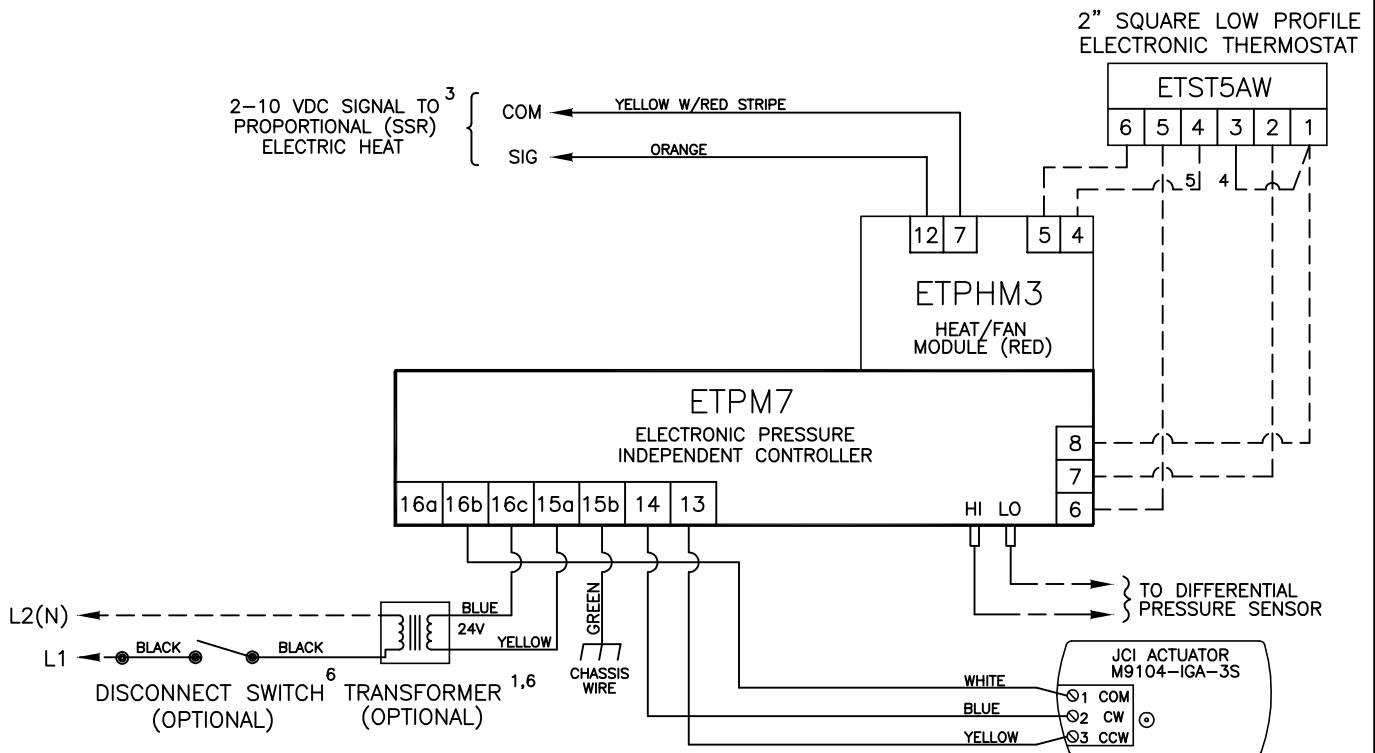 2” SQUARE LOW PROFILE
ELECTRONIC THERMOSTAT
ETST5AW
6 5 4 3 2 1
5 4
2-10 VDC SIGNAL TO 3
PROPORTIONAL (SSR)
ELECTRIC HEAT
COM
YELLOW W/RED STRIPE
SIG
ORANGE
12 7 5 4
ETPHM3
HEAT/FAN
MODULE (RED)
ETPM7
ELECTRONIC PRESSURE
INDEPENDENT CONTROLLER
8
7
6
16a 16b 16c 15a 15b 14 13
HI LO
TO DIFFERENTIAL
PRESSURE SENSOR
L2(N)
BLUE
24V
YELLOW
GREEN
CHASSIS
WIRE
L1
BLACK
BLACK
DISCONNECT SWITCH 6
(OPTIONAL)
TRANSFORMER 1,6
(OPTIONAL)
JCI ACTUATOR
M9104-IGA-3S
WHITE
1 COM
BLUE
2 CW
YELLOW
3 CCW